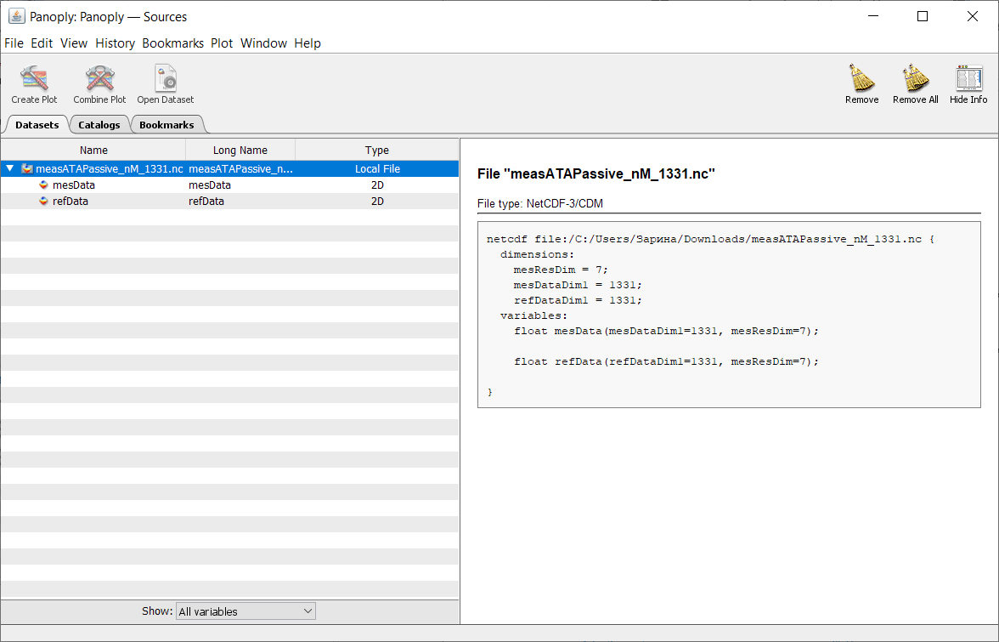 Panoply: Panoply — Sources
File Edit View History Bookmarks Plot Window Help
Create Plot Combine Plot Open Dataset Remove Remove All Hide Info
Datasets Catalogs Bookmarks
Name Long Name Type
measATAPassive_nM_1331.nc measATAPassive_n... Local File
mesData mesData 2D
refData refData 2D
Show: All variables
File "measATAPassive_nM_1331.nc"
File type: NetCDF-3/CDM
netcdf file:/C:/Users/Зарина/Downloads/measATAPassive_nM_1331.nc {
dimensions:
mesResDim = 7;
mesDataDim1 = 1331;
refDataDim1 = 1331;
variables:
float mesData(mesDataDim1=1331, mesResDim=7);
float refData(refDataDim1=1331, mesResDim=7);
}